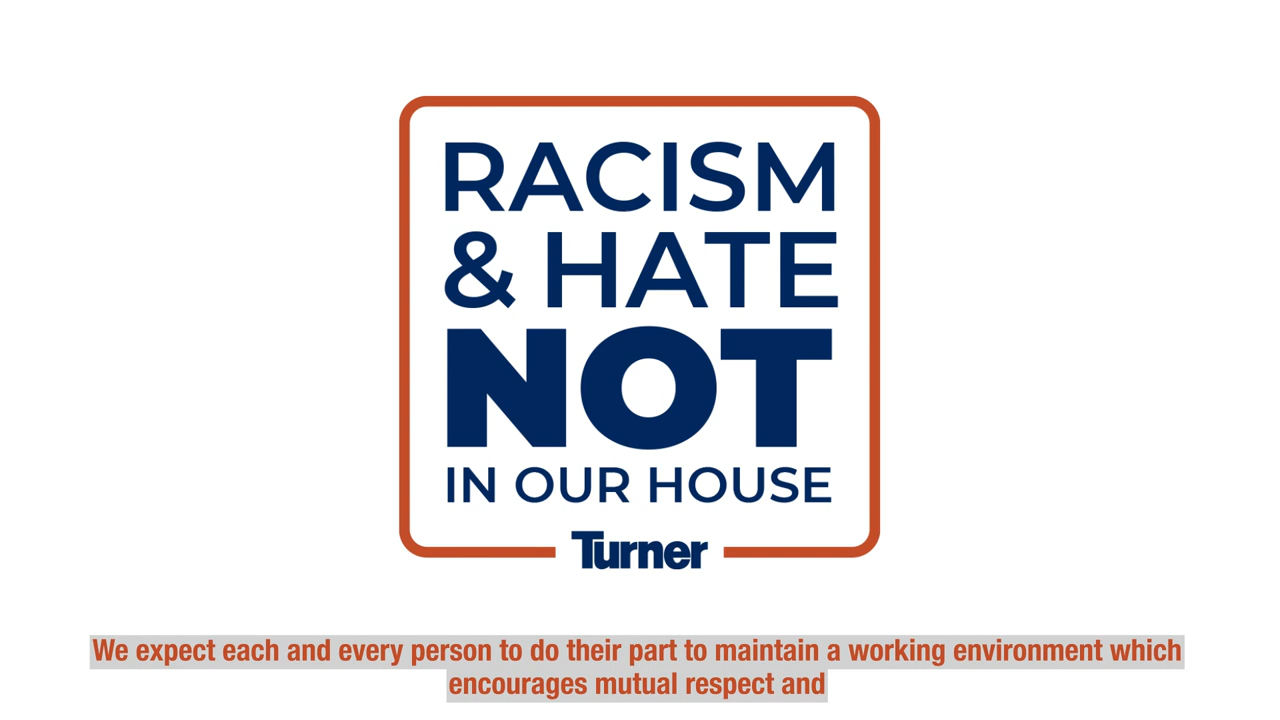 RACISM
& HATE
NOT
IN OUR HOUSE
Turner
We expect each and every person to do their part to maintain a working environment which
encourages mutual respect and